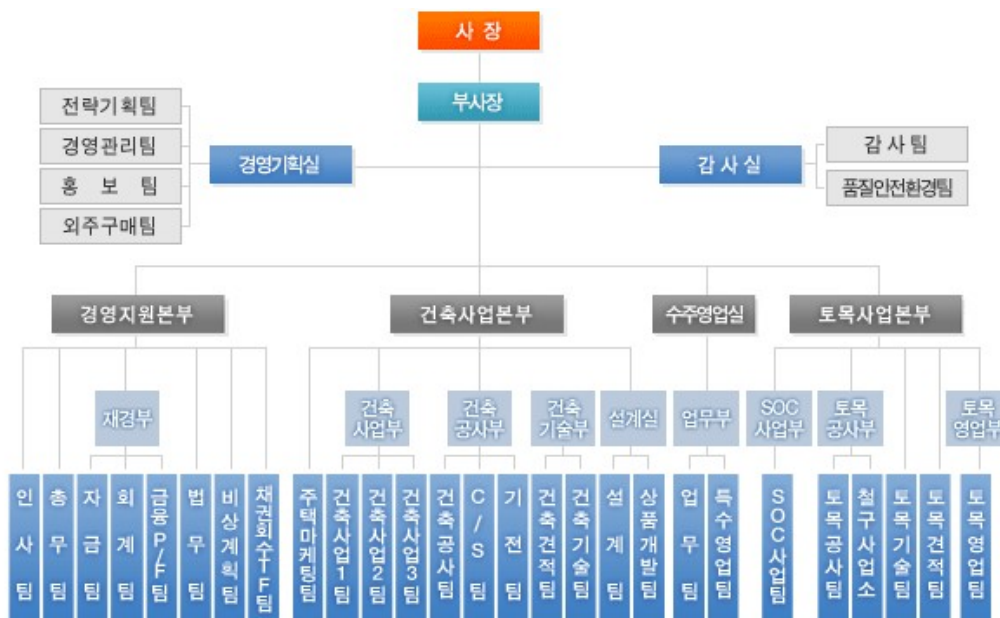 사 장
부사장
전략기획팀
경영관리팀
홍 보 팀
외주구매팀
경영기획실
감 사 실
감 사 팀
품질안전환경팀
경영지원본부
건축사업본부
수주영업실
토목사업본부
재경부
건축
사업부
건축
공사부
건축
기술부
설계실
업무부
SOC
사업부
토목
공사부
토목
영업부
인사팀
총무팀
자금팀
회계팀
금융P/F팀
법무팀
비상계획팀
채권회수TF팀
주택마케팅팀
건축사업1팀
건축사업2팀
건축사업3팀
건축공사팀
C/S팀
기전팀
건축견적팀
건축기술팀
설계팀
상품개발팀
업무팀
특수영업팀
SOC사업팀
토목공사팀
철구사업소
토목기술팀
토목견적팀
토목영업팀